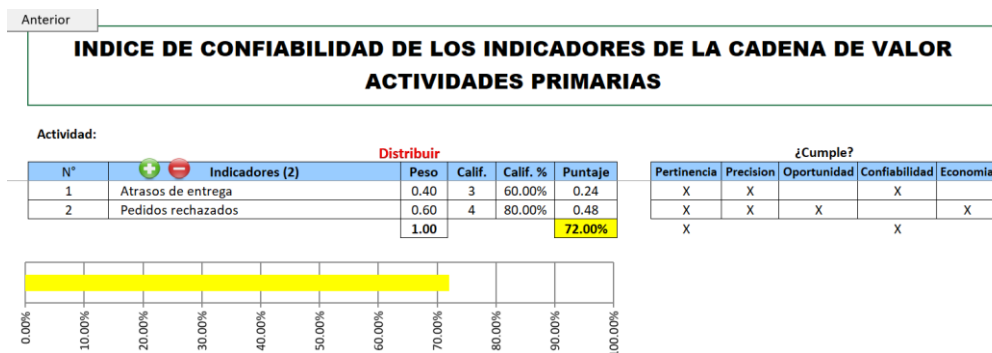 Anterior
INDICE DE CONFIABILIDAD DE LOS INDICADORES DE LA CADENA DE VALOR
ACTIVIDADES PRIMARIAS
Actividad:
Distribuir
¿Cumple?
N° Indicadores (2) Peso Calif. Calif. % Puntaje Pertinencia Precision Oportunidad Confiabilidad Economia
1 Atrasos de entrega 0.40 3 60.00% 0.24 X X X
2 Pedidos rechazados 0.60 4 80.00% 0.48 X X X X
1.00 72.00% X X
0.00% 10.00% 20.00% 30.00% 40.00% 50.00% 60.00% 70.00% 80.00% 90.00% 100.00%